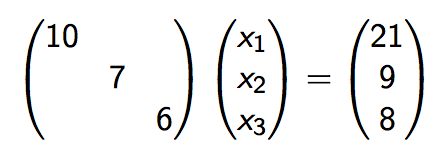 10 x₁ 21
7 x₂ = 9
6 x₃ 8